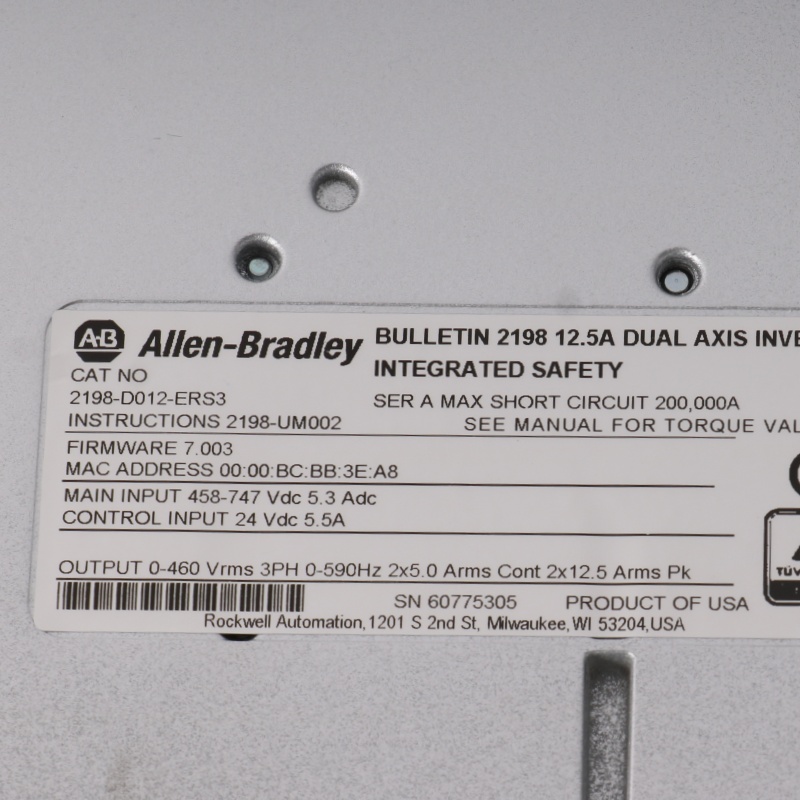 A-B Allen-Bradley
BULLETIN 2198 12.5A DUAL AXIS
INTEGRATED SAFETY
CAT NO
2198-D012-ERS3
SER A MAX SHORT CIRCUIT 200,000A
INSTRUCTIONS 2198-UM002
SEE MANUAL FOR TORQUE
FIRMWARE 7.003
MAC ADDRESS 00:00:BC:BB:3E:A8
MAIN INPUT 458-747 Vdc 5.3 Adc
CONTROL INPUT 24 Vdc 5.5A
OUTPUT 0-460 Vrms 3PH 0-590Hz 2x5.0 Arms Cont 2x12.5 Arms Pk
TÜV
SN 60775305 PRODUCT OF USA
Rockwell Automation,1201 S 2nd St, Milwaukee,WI 53204,USA